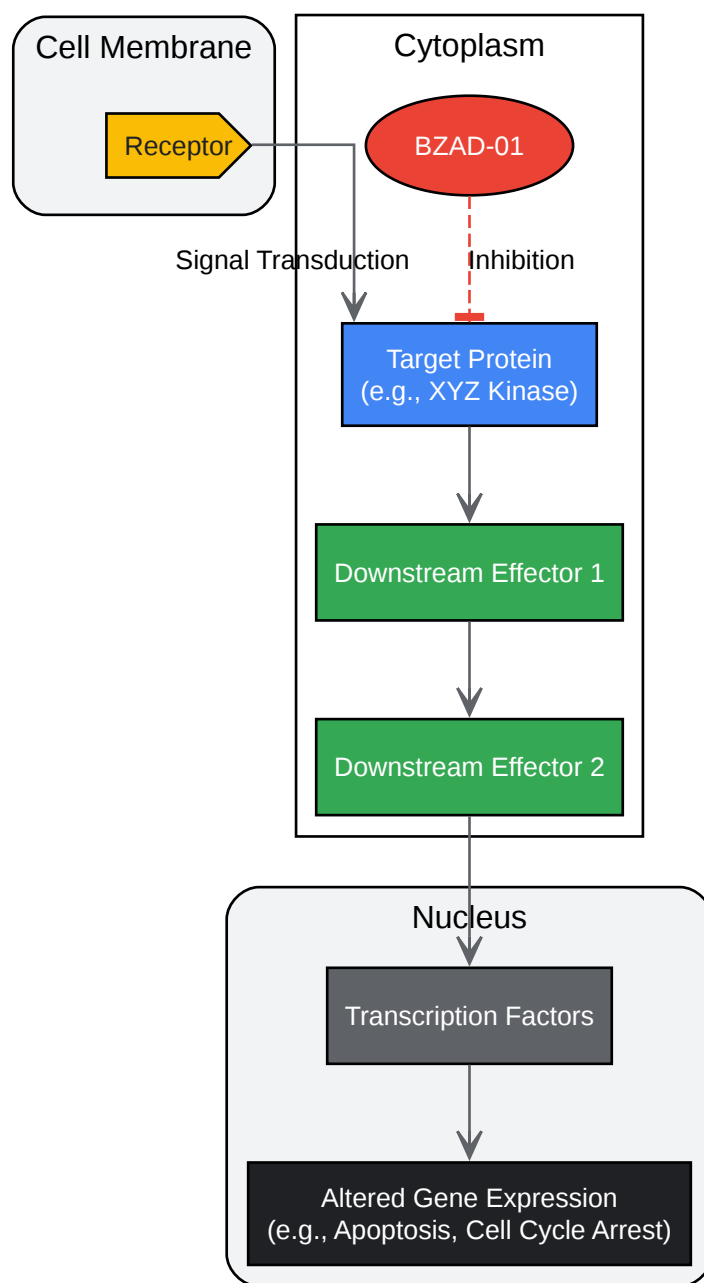 Cell Membrane
Cytoplasm
Receptor
BZAD-01
Signal Transduction
Inhibition
Target Protein
(e.g., XYZ Kinase)
Downstream Effector 1
Downstream Effector 2
Nucleus
Transcription Factors
Altered Gene Expression
(e.g., Apoptosis, Cell Cycle Arrest)